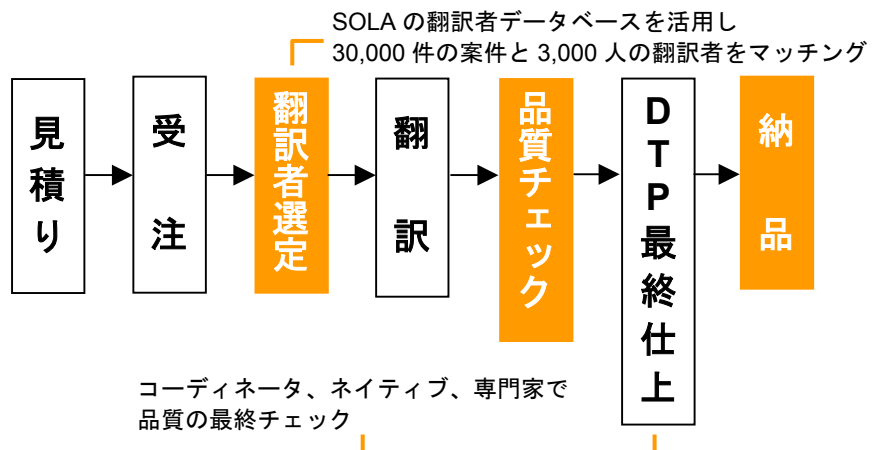 SOLA の翻訳者データベースを活用し
30,000 件の案件と 3,000 人の翻訳者をマッチング
見積り
受注
翻訳者選定
翻訳
品質チェック
DTP最終仕上
納品
コーディネータ、ネイティブ、専門家で
品質の最終チェック